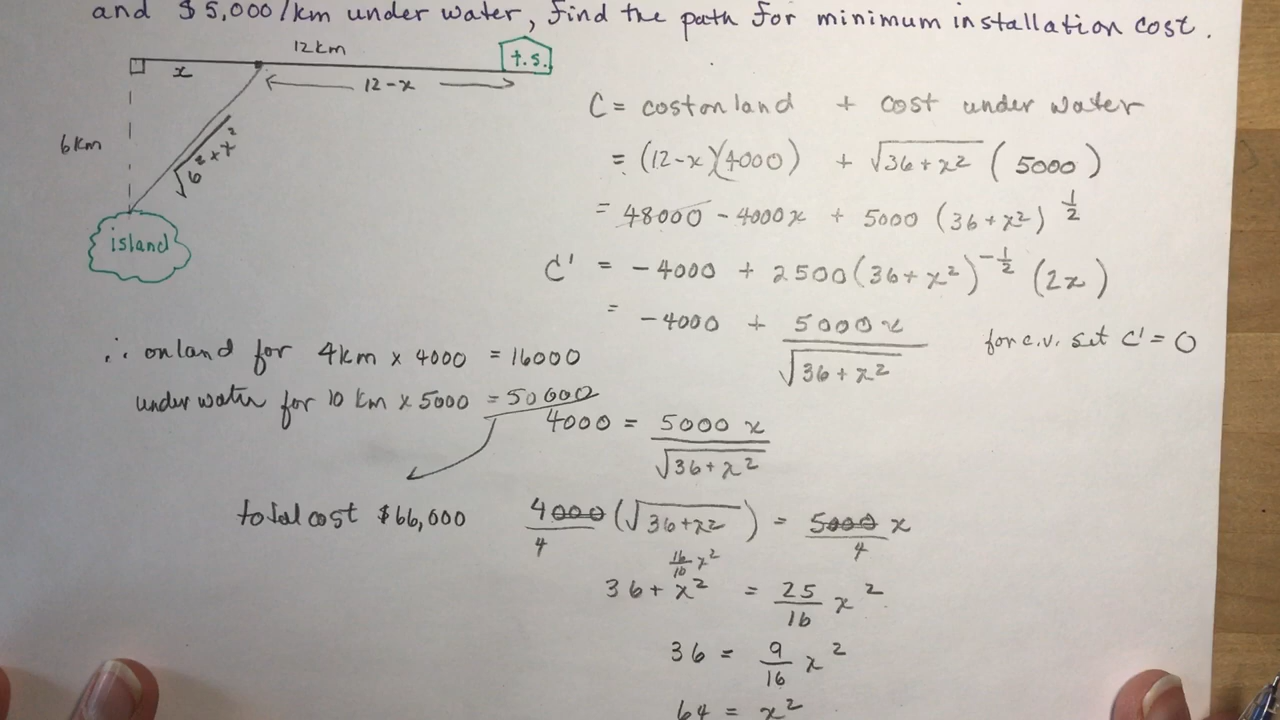 and $5,000/km under water, find the path for minimum installation cost.
12km
t.s.
x
12-x
6km
√6²+x²
island
C = cost on land + cost under water
= (12-x)(4000) + √36+x² (5000)
= 48000 - 4000x + 5000 (36+x²)^1/2
C' = -4000 + 2500(36+x²)^-1/2 (2x)
= -4000 + 5000x / √36+x²
for c.v. set C' = 0
∴ on land for 4km x 4000 = 16000
under water for 10 km x 5000 = 50000
total cost $66,000
4000 = 5000 x / √36+x²
4000/4 (√36+x²) = 5000 x/4
16/16 x²
36+x² = 25/16 x²
36 = 9/16 x²
64 = x²